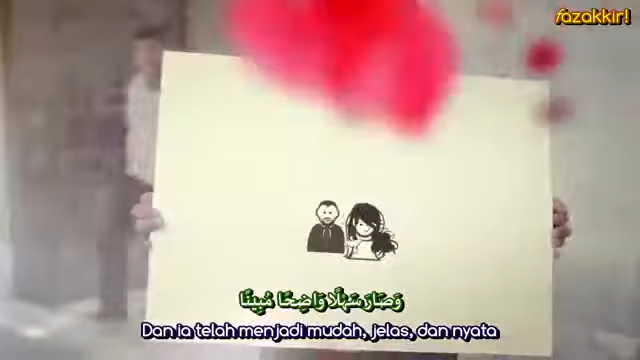 fazakkir!
وَصَارَ سَهْلًا وَاضِحًا مُبِينًا
Dan ia telah menjadi mudah, jelas, dan nyata